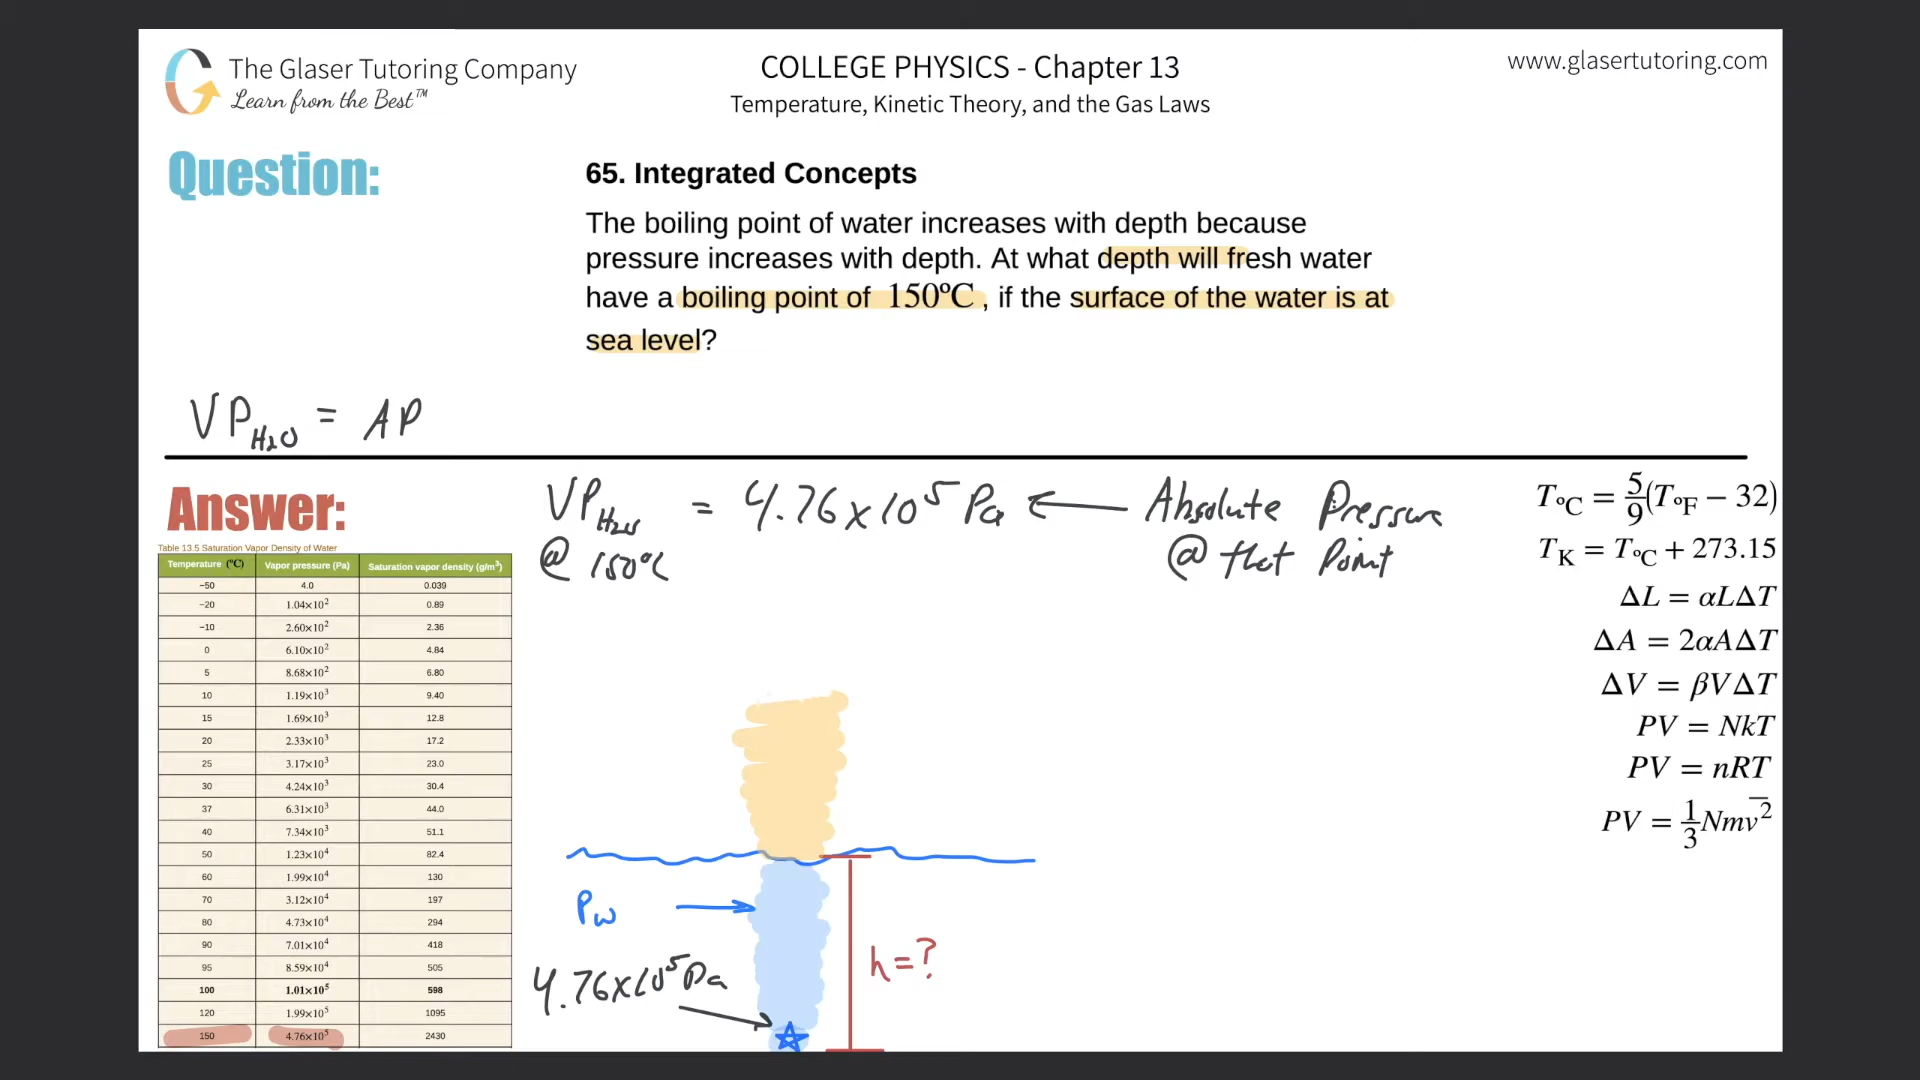 The Glaser Tutoring Company
Learn from the Best™
COLLEGE PHYSICS - Chapter 13
Temperature, Kinetic Theory, and the Gas Laws
www.glasertutoring.com
Question:
65. Integrated Concepts
The boiling point of water increases with depth because
pressure increases with depth. At what depth will fresh water
have a boiling point of 150ºC, if the surface of the water is at
sea level?
VP_H₂O = AP
Answer:
VP_H₂O = 4.76x10⁵ Pa ← Absolute Pressure
@ 150°C @ that Point
Table 13.5 Saturation Vapor Density of Water
Temperature (ºC) Vapor pressure (Pa) Saturation vapor density (g/m³)
−50 4.0 0.039
−20 1.04×10² 0.89
−10 2.60×10² 2.36
0 6.10×10² 4.84
5 8.68×10² 6.80
10 1.19×10³ 9.40
15 1.69×10³ 12.8
20 2.33×10³ 17.2
25 3.17×10³ 23.0
30 4.24×10³ 30.4
37 6.31×10³ 44.0
40 7.34×10³ 51.1
50 1.23×10⁴ 82.4
60 1.99×10⁴ 130
70 3.12×10⁴ 197
80 4.73×10⁴ 294
90 7.01×10⁴ 418
95 8.59×10⁴ 505
100 1.01×10⁵ 598
120 1.99×10⁵ 1095
150 4.76×10⁵ 2430
P_w
h=?
4.76x10⁵ Pa
T_ºC = 5/9(T_ºF − 32)
T_K = T_ºC + 273.15
ΔL = αLΔT
ΔA = 2αAΔT
ΔV = βVΔT
PV = NkT
PV = nRT
PV = 1/3 Nmv̅²